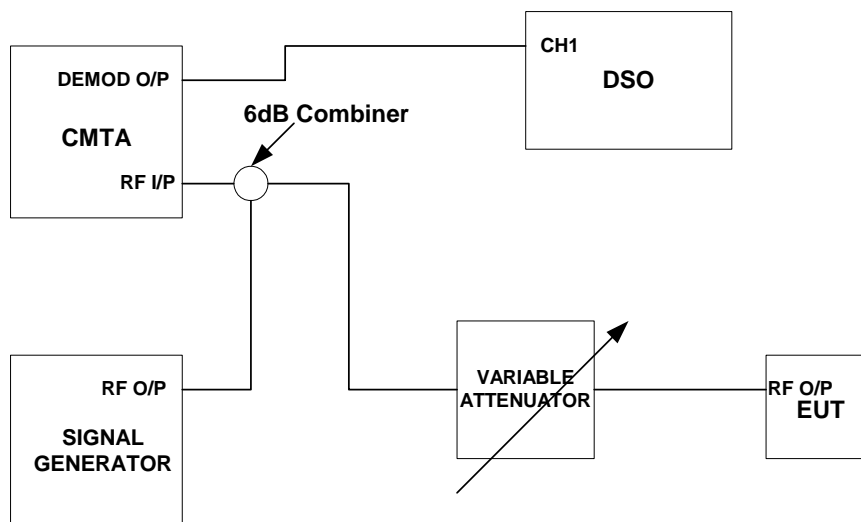 CH1
DSO
DEMOD O/P
6dB Combiner
CMTA
RF I/P
RF O/P
SIGNAL
GENERATOR
VARIABLE
ATTENUATOR
RF O/P
EUT